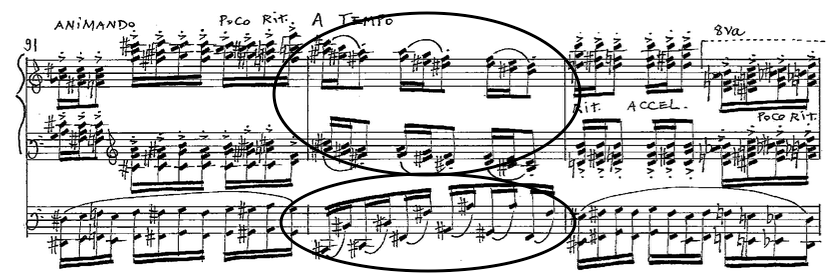 ANIMANDO POCO RIT. A TEMPO 8va
91
RIT. ACCEL.
POCO RIT.